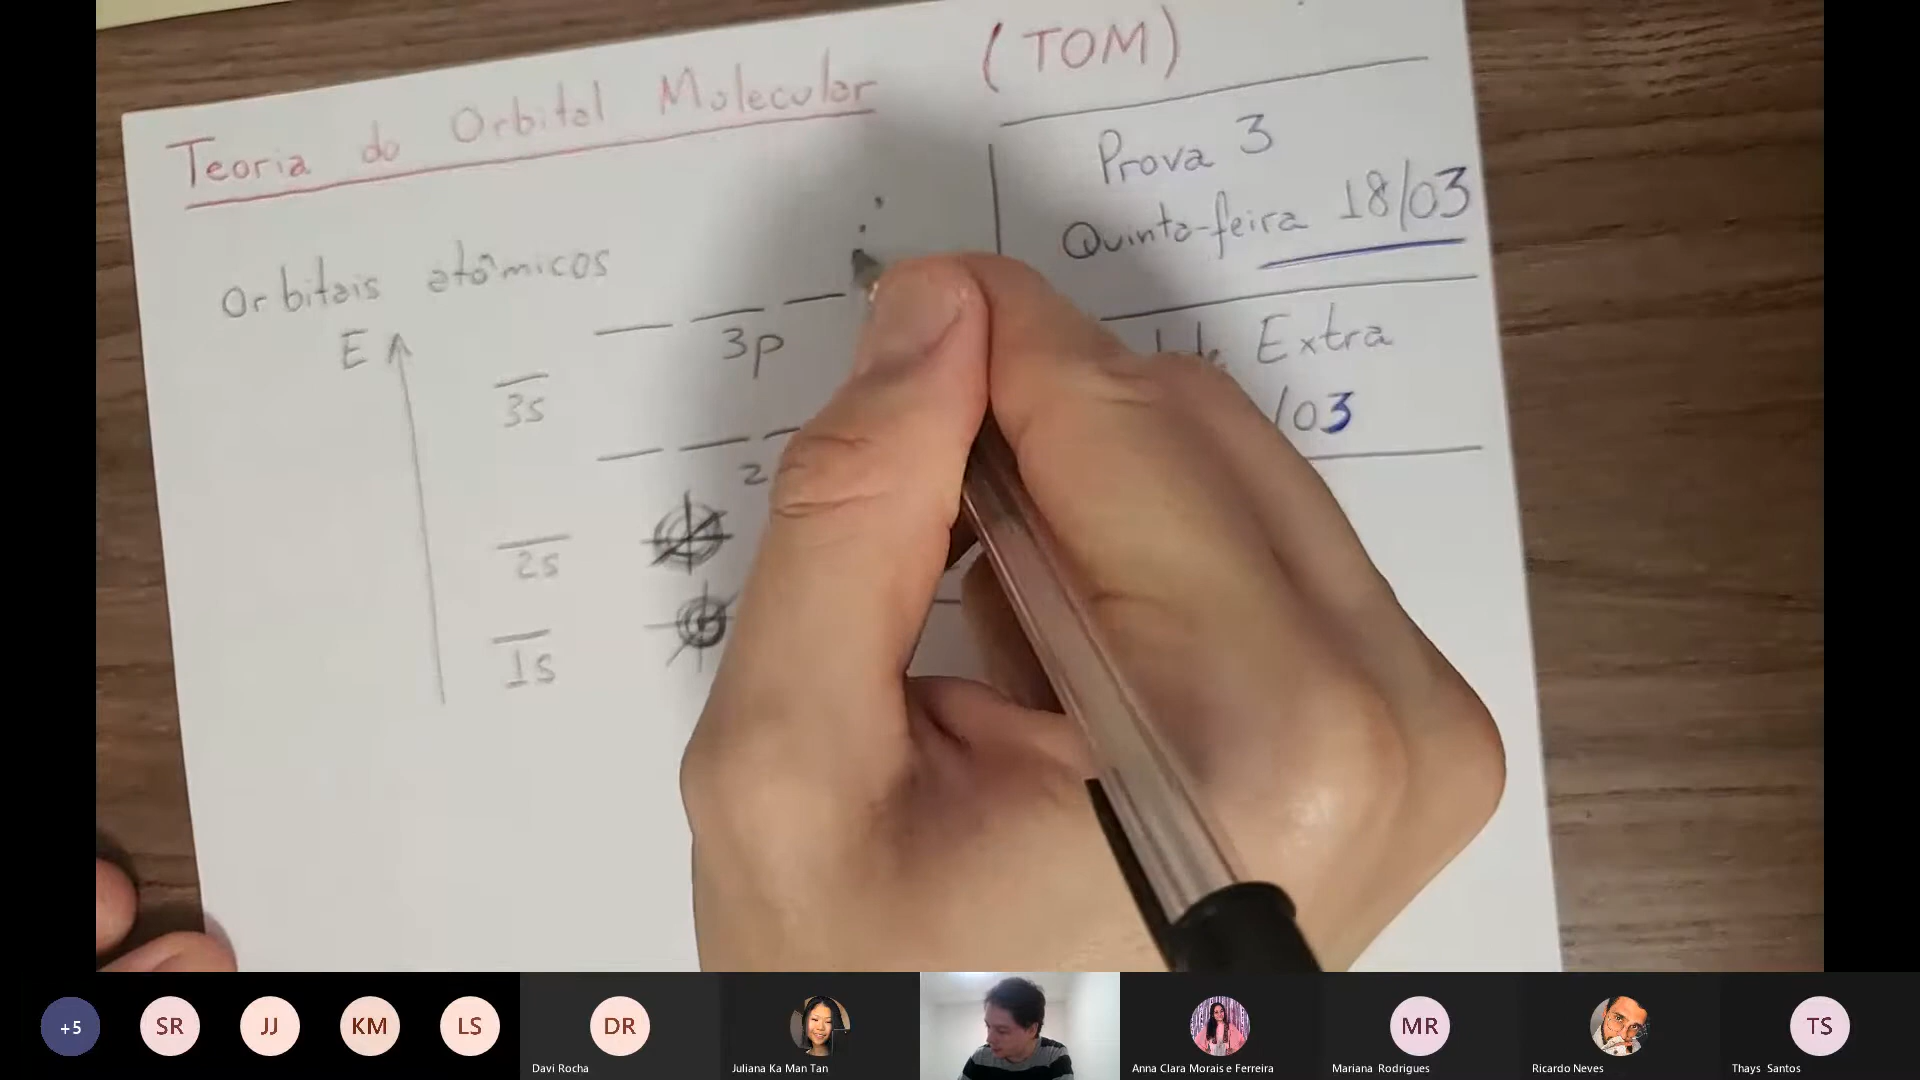 Teoria do Orbital Molecular (TOM)
Prova 3
Quinta-feira 18/03
Orbitais atômicos
Extra
/03
E
3p
3s
2
2s
1s
+5
SR
JJ
KM
LS
DR
MR
TS
Davi Rocha
Juliana Ka Man Tan
Anna Clara Morais e Ferreira
Mariana Rodrigues
Ricardo Neves
Thays Santos